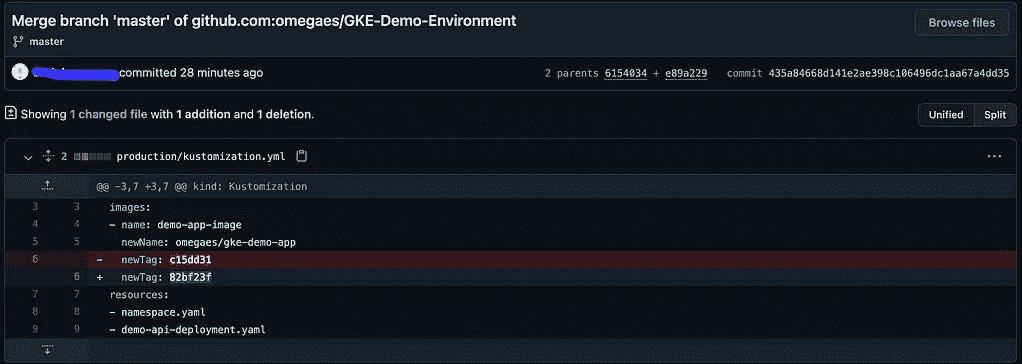 Merge branch 'master' of github.com:omegaes/GKE-Demo-Environment
Browse files
master
committed 28 minutes ago
2 parents 6154034 + e89a229 commit 435a84668d141e2ae398c106496dc1aa67a4dd35
Showing 1 changed file with 1 addition and 1 deletion.
Unified Split
2 production/kustomization.yml
@@ -3,7 +3,7 @@ kind: Kustomization
3 3 images:
4 4 - name: demo-app-image
5 5 newName: omegaes/gke-demo-app
6 - newTag: c15dd31
6 + newTag: 82bf23f
7 7 resources:
8 8 - namespace.yaml
9 9 - demo-api-deployment.yaml